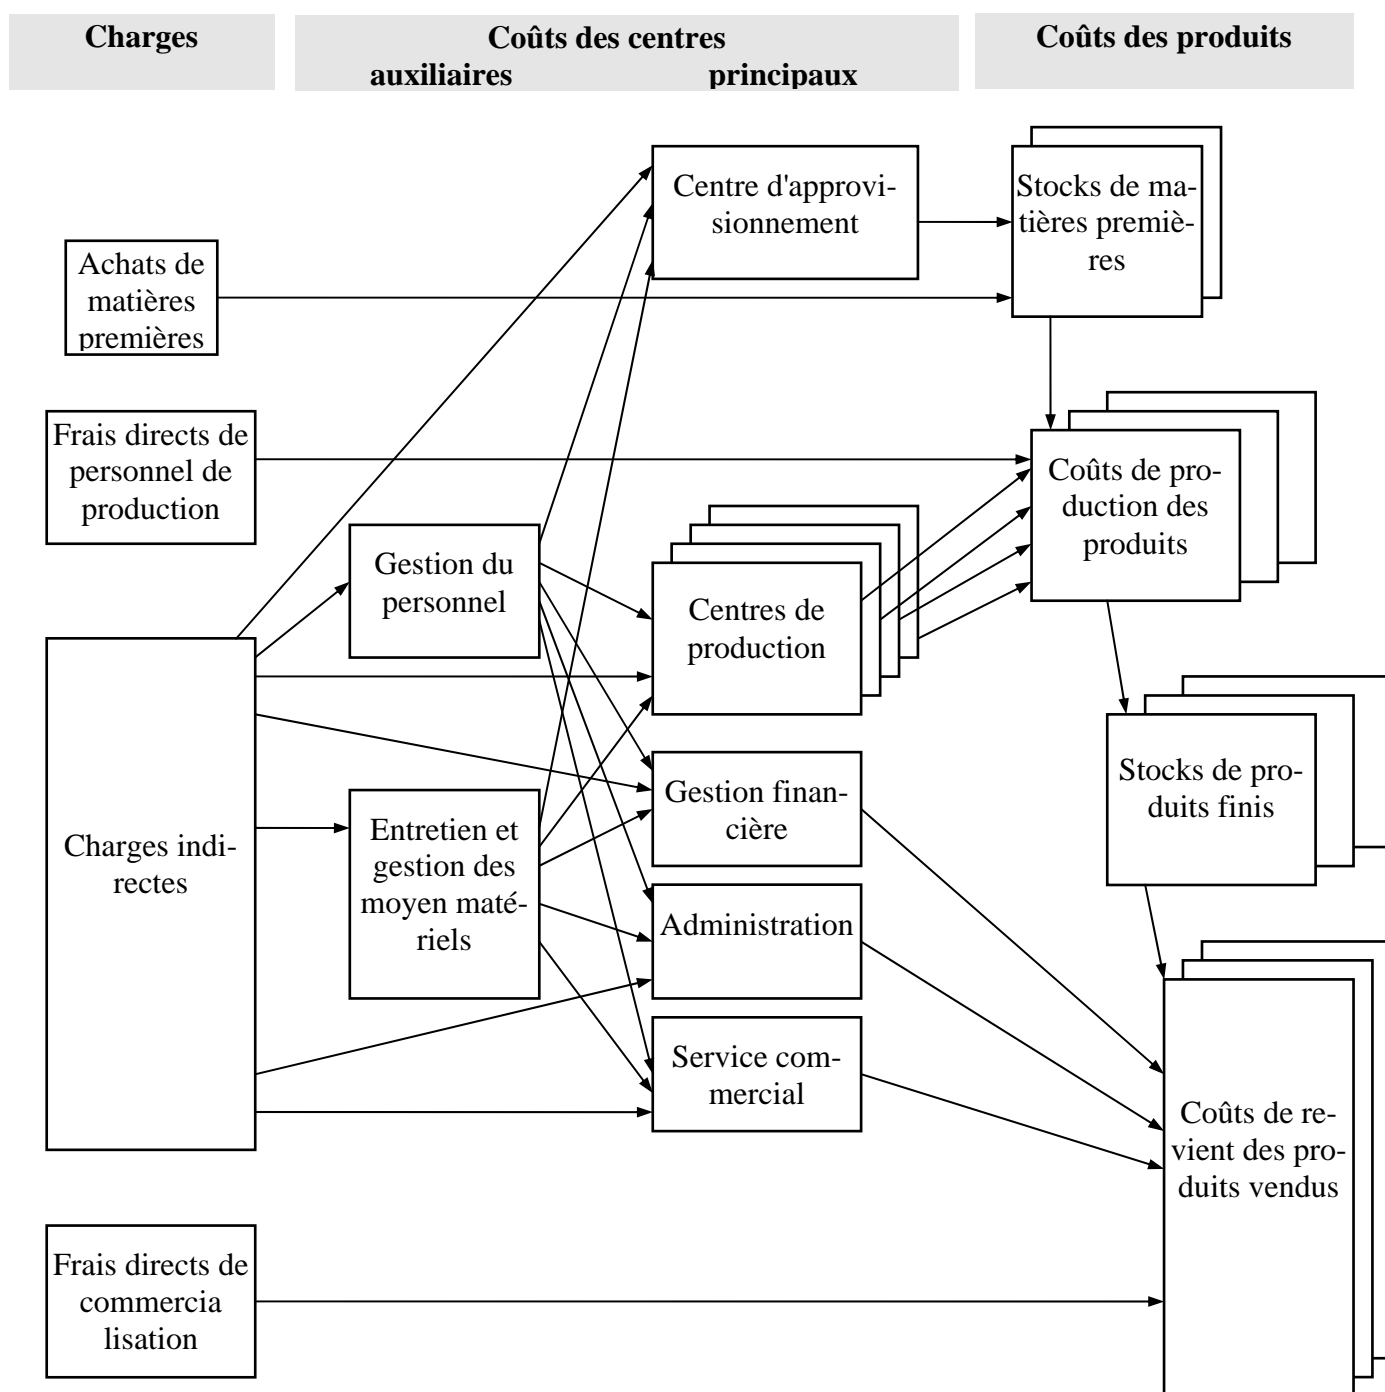 Charges
Coûts des centres
auxiliaires principaux
Coûts des produits
Centre d'approvi-
sionnement
Stocks de ma-
tières premiè-
res
Achats de
matières
premières
Frais directs de
personnel de
production
Coûts de pro-
duction des
produits
Gestion du
personnel
Centres de
production
Stocks de pro-
duits finis
Gestion finan-
cière
Charges indi-
rectes
Entretien et
gestion des
moyen maté-
riels
Administration
Service com-
mercial
Coûts de re-
vient des pro-
duits vendus
Frais directs de
commercia
lisation